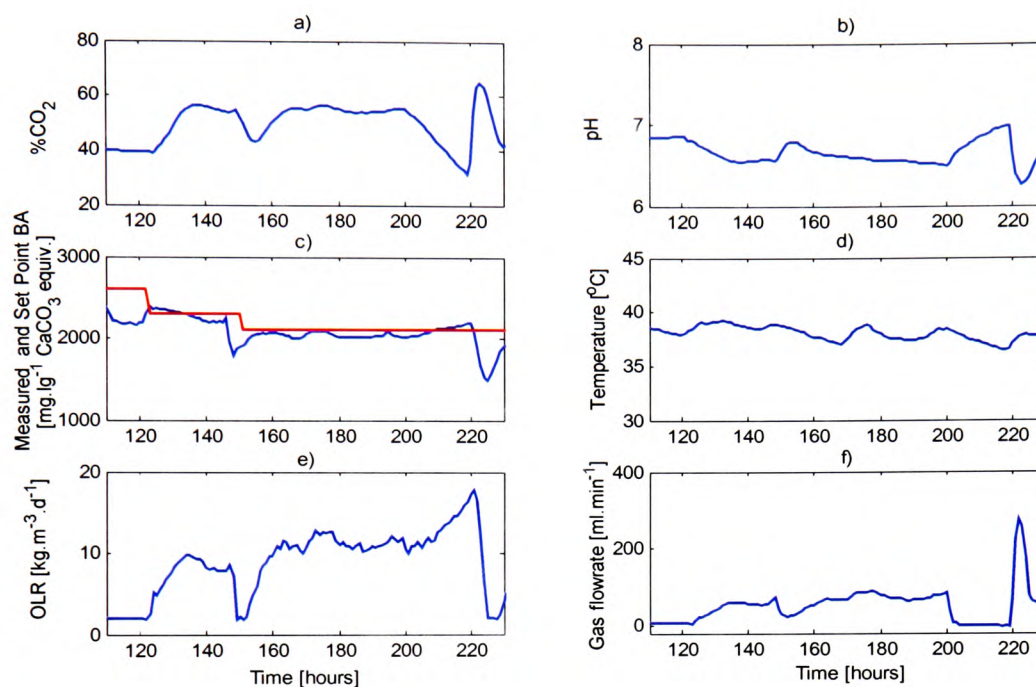 a)
80
60
40
20
%CO2
120 140 160 180 200 220
b)
8
7
6
pH
120 140 160 180 200 220
c)
3000
2000
1000
Measured and Set Point BA
[mg.lg-1 CaCO3 equiv.]
120 140 160 180 200 220
d)
45
40
35
30
Temperature [oC]
120 140 160 180 200 220
e)
20
10
0
OLR [kg.m-3.d-1]
120 140 160 180 200 220
Time [hours]
f)
400
200
0
Gas flowrate [ml.min-1]
120 140 160 180 200 220
Time [hours]